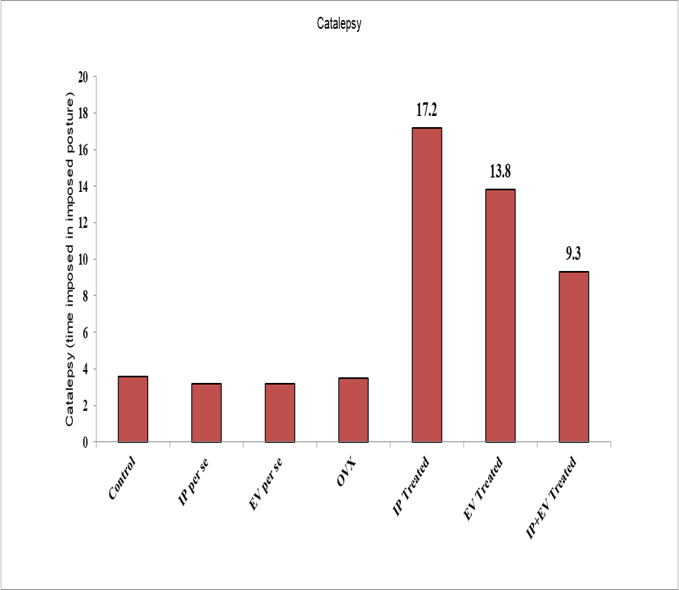 Catalepsy
Catalepsy (time imposed in imposed posture)
20
18
16
14
12
10
8
6
4
2
0
17.2
13.8
9.3
Control
IP per se
EV per se
OVX
IP Treated
EV Treated
IP+EV Treated